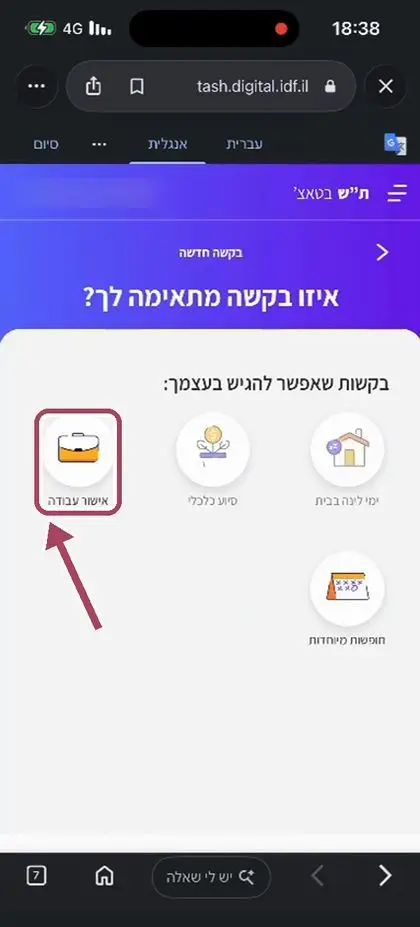 4G 18:38
tash.digital.idf.il
עברית אנגלית ... סיום
ת"ש בטאצ'
בקשה חדשה
איזו בקשה מתאימה לך?
בקשות שאפשר להגיש בעצמך:
ימי לינה בבית סיוע כלכלי אישור עבודה
חופשות מיוחדות
7 יש לי שאלה